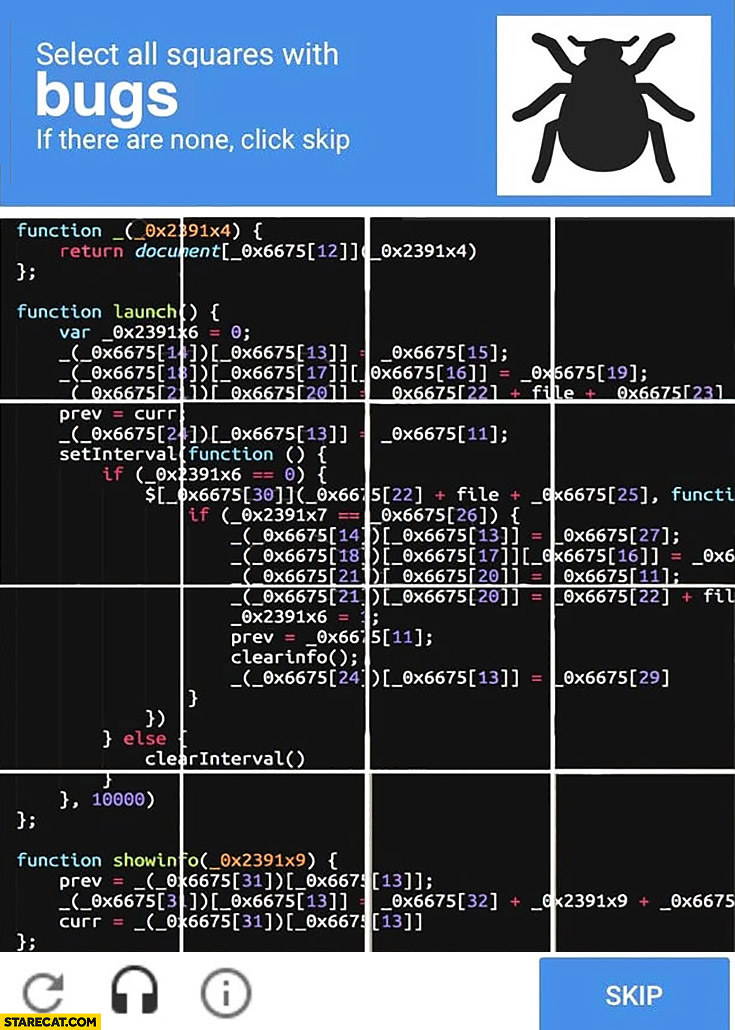 Select all squares with
bugs
If there are none, click skip
function _(_0x2391x4) {
    return document[_0x6675[12]](_0x2391x4)
};
function launch() {
    var _0x2391x6 = 0;
    _(_0x6675[14])[_0x6675[13]] = _0x6675[15];
    _(_0x6675[18])[_0x6675[17]][_0x6675[16]] = _0x6675[19];
    _(_0x6675[21])[_0x6675[20]] = _0x6675[22] + file + _0x6675[23]
    prev = curr;
    _(_0x6675[24])[_0x6675[13]] = _0x6675[11];
    setInterval(function () {
        if (_0x2391x6 == 0) {
            $[_0x6675[30]](_0x6675[22] + file + _0x6675[25], functi
                if (_0x2391x7 == _0x6675[26]) {
                    _(_0x6675[14])[_0x6675[13]] = _0x6675[27];
                    _(_0x6675[18])[_0x6675[17]][_0x6675[16]] = _0x6
                    _(_0x6675[21])[_0x6675[20]] = _0x6675[11];
                    _(_0x6675[21])[_0x6675[20]] = _0x6675[22] + fil
                    _0x2391x6 = 1;
                    prev = _0x6675[11];
                    clearinfo();
                    _(_0x6675[24])[_0x6675[13]] = _0x6675[29]
                }
            })
        } else {
            clearInterval()
        }
    }, 10000)
};
function showinfo(_0x2391x9) {
    prev = _(_0x6675[31])[_0x6675[13]];
    _(_0x6675[31])[_0x6675[13]] = _0x6675[32] + _0x2391x9 + _0x6675
    curr = _(_0x6675[31])[_0x6675[13]]
};
SKIP
STARECAT.COM